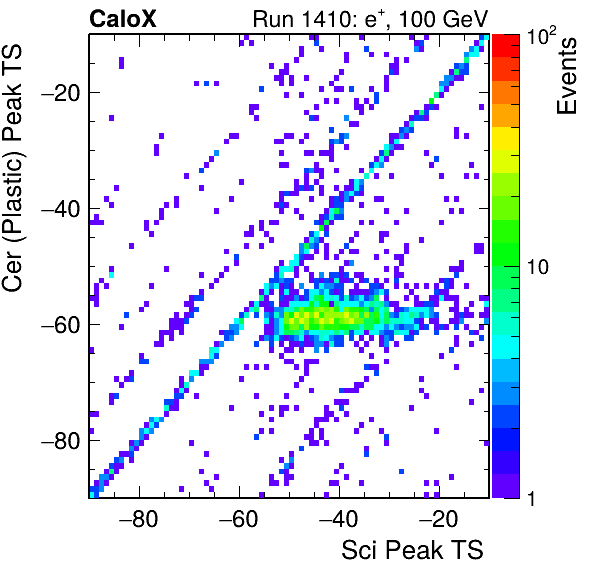 CaloX Run 1410: e⁺, 100 GeV
Cer (Plastic) Peak TS
−20
−40
−60
−80
−80 −60 −40 −20
Sci Peak TS
10²
10
1
Events